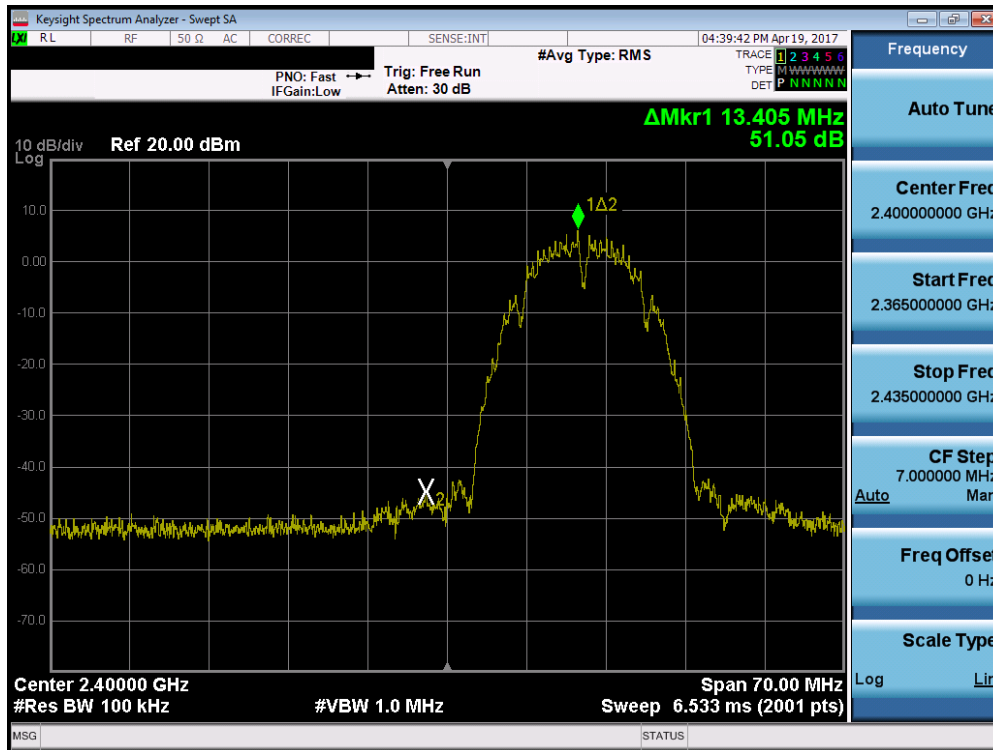 Keysight Spectrum Analyzer - Swept SA
LXI RL RF 50 Ω AC CORREC SENSE:INT 04:39:42 PM Apr 19, 2017
PNO: Fast
IFGain:Low
Trig: Free Run
Atten: 30 dB
#Avg Type: RMS
TRACE 1 2 3 4 5 6
TYPE M W W W W W
DET P N N N N N
ΔMkr1 13.405 MHz
51.05 dB
10 dB/div Ref 20.00 dBm
Log
1Δ2
10.0
0.00
-10.0
-20.0
-30.0
-40.0
X2
-50.0
-60.0
-70.0
Center 2.40000 GHz Span 70.00 MHz
#Res BW 100 kHz #VBW 1.0 MHz Sweep 6.533 ms (2001 pts)
MSG STATUS
Frequency
Auto Tune
Center Freq
2.400000000 GHz
Start Freq
2.365000000 GHz
Stop Freq
2.435000000 GHz
CF Step
7.000000 MHz
Auto Man
Freq Offset
0 Hz
Scale Type
Log Lin